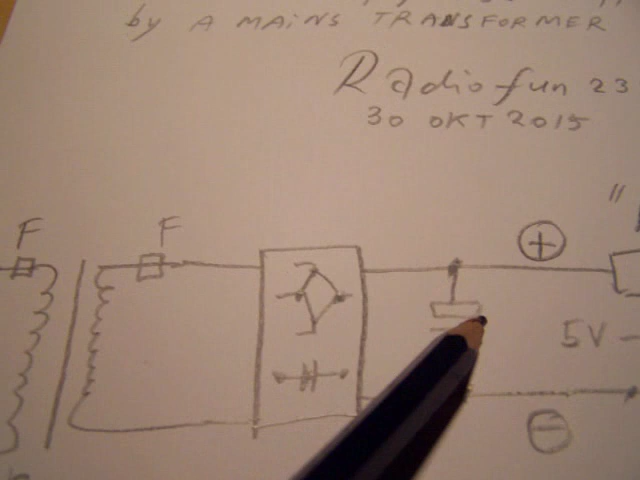 by A MAINS TRANSFORMER
Radiofun 23
30 OKT 2015
F F
+
5V -
-